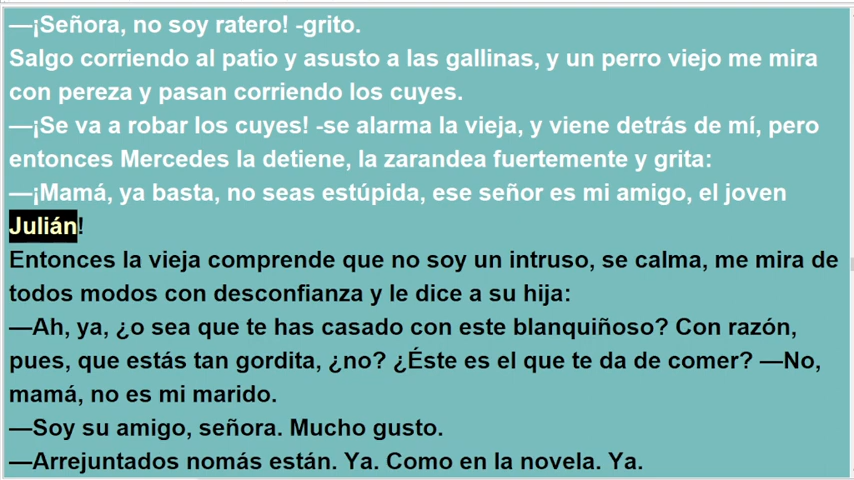 —¡Señora, no soy ratero! -grito.
Salgo corriendo al patio y asusto a las gallinas, y un perro viejo me mira
con pereza y pasan corriendo los cuyes.
—¡Se va a robar los cuyes! -se alarma la vieja, y viene detrás de mí, pero
entonces Mercedes la detiene, la zarandea fuertemente y grita:
—¡Mamá, ya basta, no seas estúpida, ese señor es mi amigo, el joven
Julián!
Entonces la vieja comprende que no soy un intruso, se calma, me mira de
todos modos con desconfianza y le dice a su hija:
—Ah, ya, ¿o sea que te has casado con este blanquiñoso? Con razón,
pues, que estás tan gordita, ¿no? ¿Éste es el que te da de comer? —No,
mamá, no es mi marido.
—Soy su amigo, señora. Mucho gusto.
—Arrejuntados nomás están. Ya. Como en la novela. Ya.